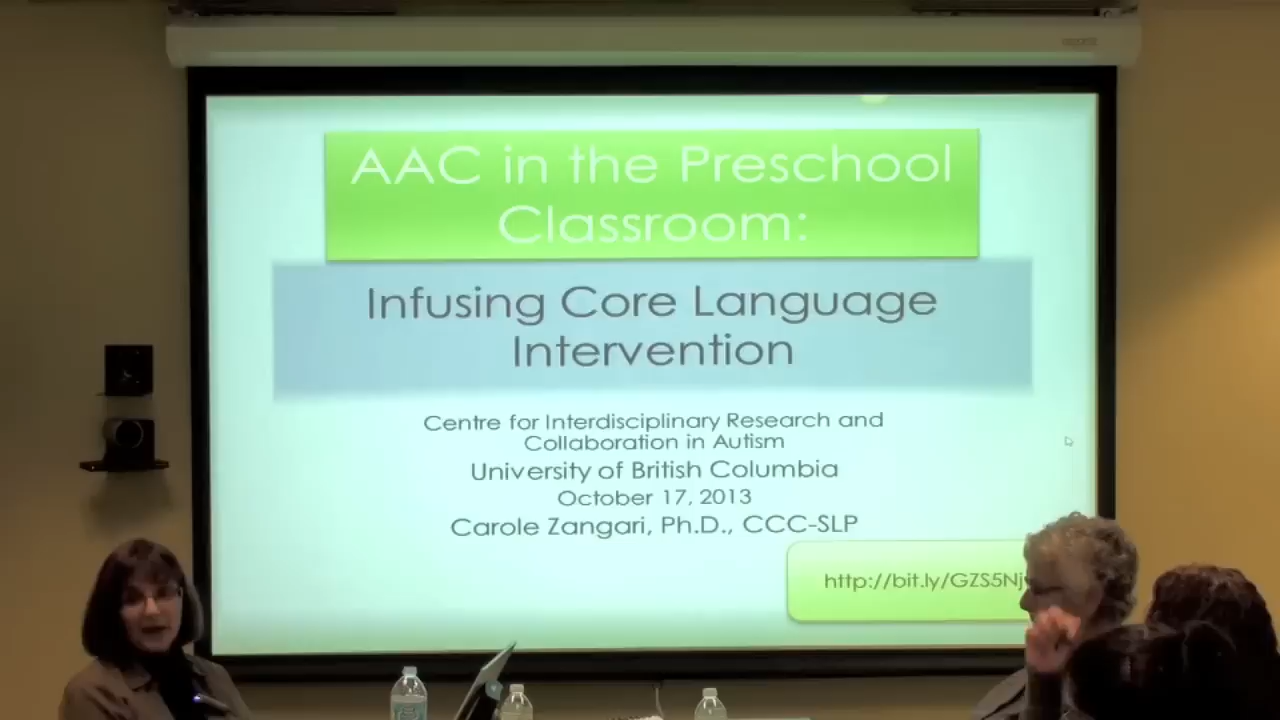 AAC in the Preschool
Classroom:
Infusing Core Language
Intervention
Centre for Interdisciplinary Research and
Collaboration in Autism
University of British Columbia
October 17, 2013
Carole Zangari, Ph.D., CCC-SLP